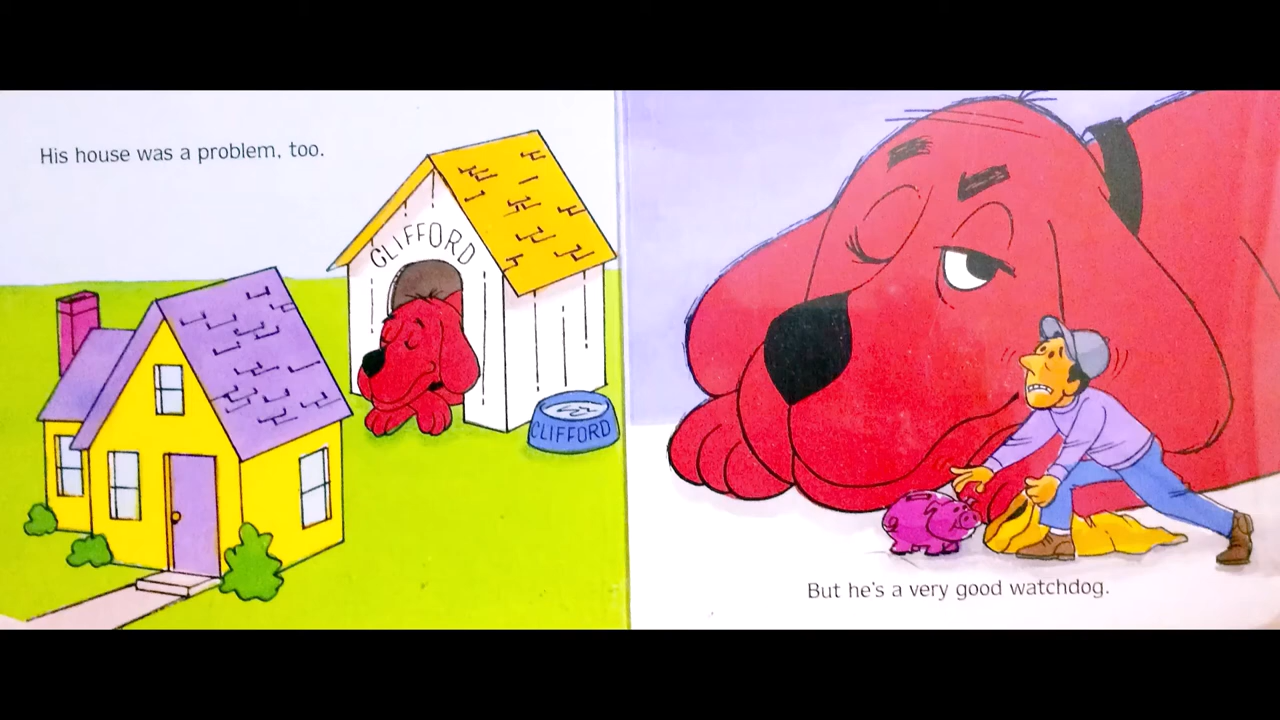 His house was a problem, too.
CLIFFORD
CLIFFORD
But he's a very good watchdog.